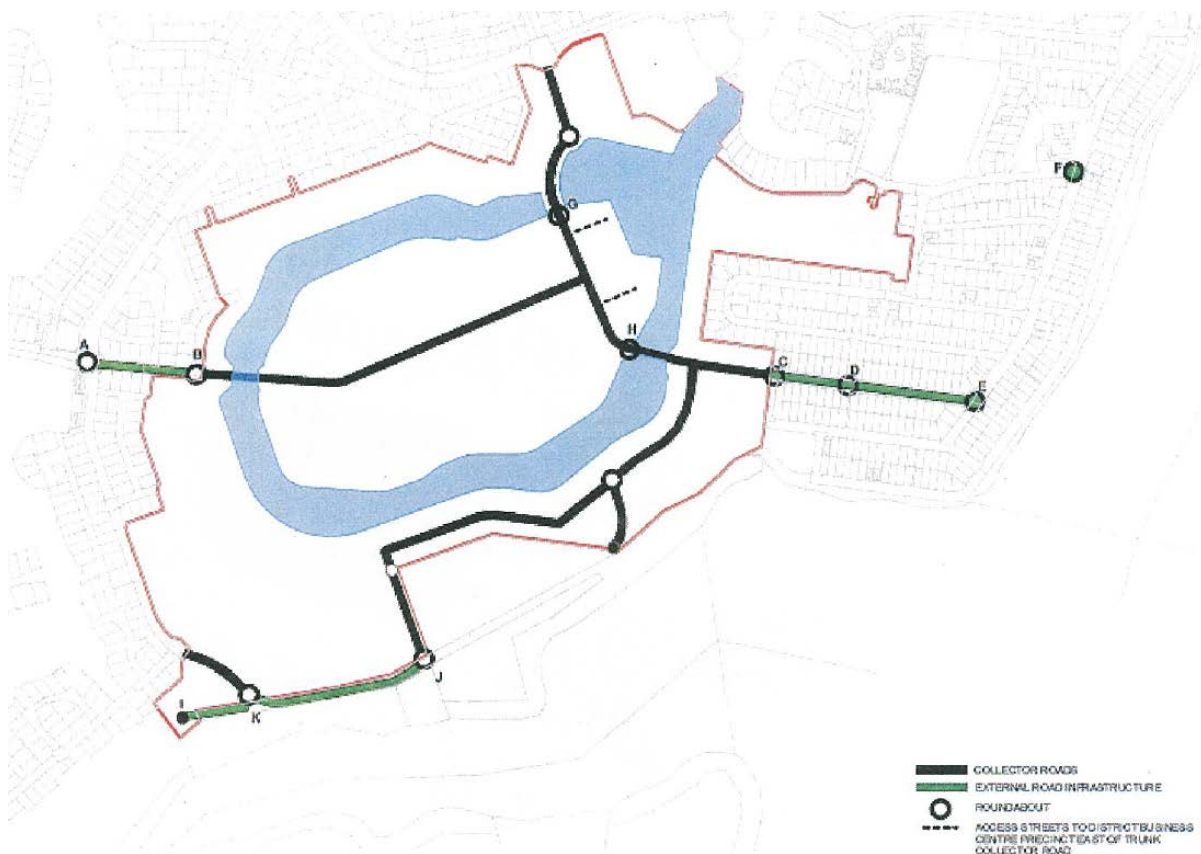 F
G
H
A
B
C
D
E
J
I
K
COLLECTOR ROADS
EXTERNAL ROAD INFRASTRUCTURE
ROUNDABOUT
ACCESS STREETS TO DISTRICT BUSINESS
CENTRE PRECINCT EAST OF TRUNK
COLLECTOR ROAD